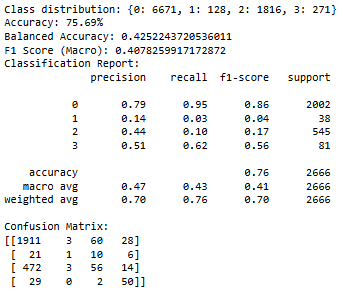 Class distribution: {0: 6671, 1: 128, 2: 1816, 3: 271}
Accuracy: 75.69%
Balanced Accuracy: 0.4252243720536011
F1 Score (Macro): 0.4078259917172872
Classification Report:
precision recall f1-score support
0 0.79 0.95 0.86 2002
1 0.14 0.03 0.04 38
2 0.44 0.10 0.17 545
3 0.51 0.62 0.56 81
accuracy 0.76 2666
macro avg 0.47 0.43 0.41 2666
weighted avg 0.70 0.76 0.70 2666
Confusion Matrix:
[[1911 3 60 28]
[ 21 1 10 6]
[ 472 3 56 14]
[ 29 0 2 50]]